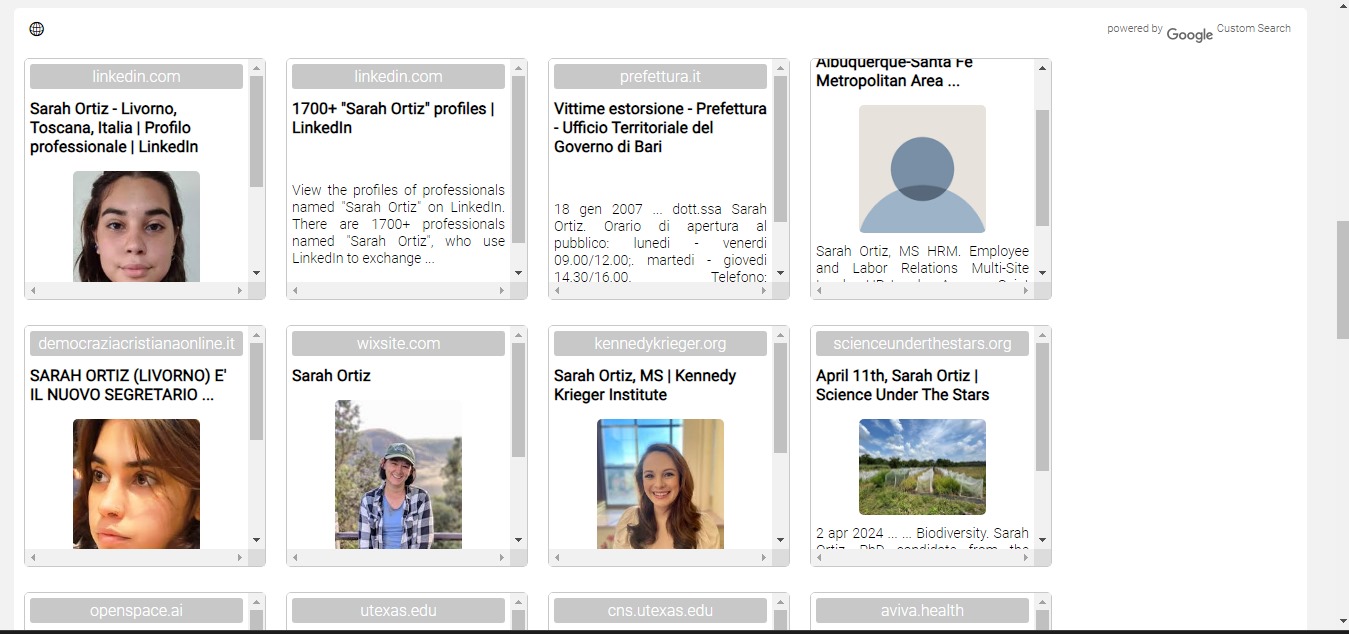 powered by Google Custom Search
linkedin.com
Sarah Ortiz - Livorno,
Toscana, Italia | Profilo
professionale | LinkedIn
linkedin.com
1700+ "Sarah Ortiz" profiles |
LinkedIn
View the profiles of professionals
named "Sarah Ortiz" on LinkedIn.
There are 1700+ professionals
named "Sarah Ortiz", who use
LinkedIn to exchange ...
prefettura.it
Vittime estorsione - Prefettura
- Ufficio Territoriale del
Governo di Bari
18 gen 2007 ... dott.ssa Sarah
Ortiz. Orario di apertura al
pubblico: lunedi - venerdi
09.00/12.00;. martedi - giovedi
14.30/16.00. Telefono:
Albuquerque-Santa Fe
Metropolitan Area ...
Sarah Ortiz, MS HRM. Employee
and Labor Relations Multi-Site
democraziacristianaonline.it
SARAH ORTIZ (LIVORNO) E'
IL NUOVO SEGRETARIO ...
wixsite.com
Sarah Ortiz
kennedykrieger.org
Sarah Ortiz, MS | Kennedy
Krieger Institute
scienceunderthestars.org
April 11th, Sarah Ortiz |
Science Under The Stars
2 apr 2024 ... ... Biodiversity. Sarah
Ortiz, PhD candidate from the
openspace.ai
utexas.edu
cns.utexas.edu
aviva.health